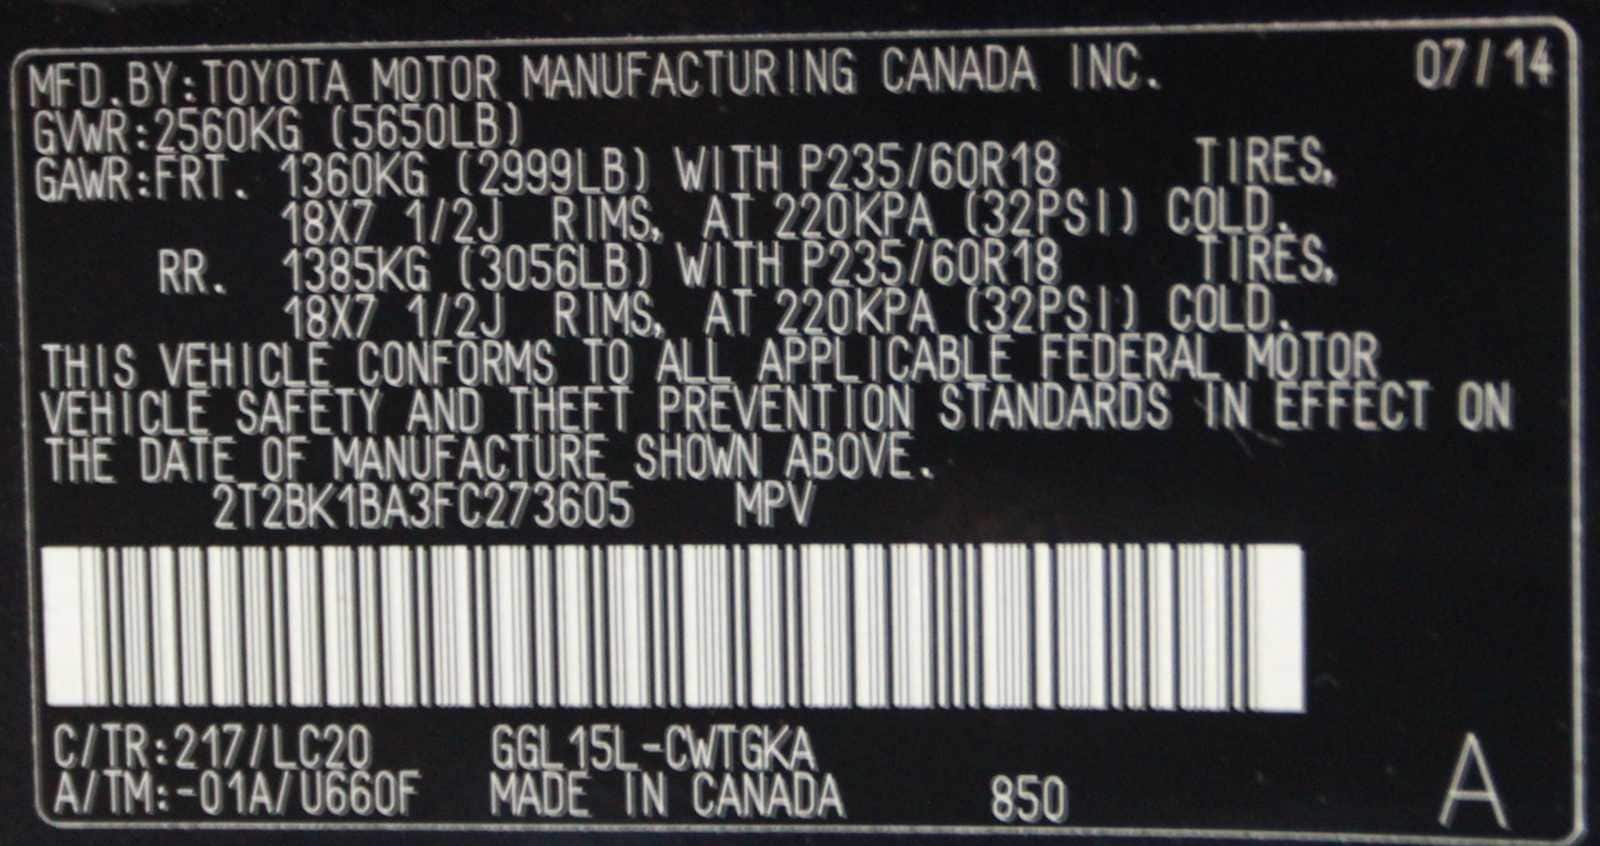 MFD.BY:TOYOTA MOTOR MANUFACTURING CANADA INC. 07/14
GVWR:2560KG (5650LB)
GAWR:FRT. 1360KG (2999LB) WITH P235/60R18 TIRES,
18X7 1/2J RIMS, AT 220KPA (32PSI) COLD.
RR. 1385KG (3056LB) WITH P235/60R18 TIRES,
18X7 1/2J RIMS, AT 220KPA (32PSI) COLD.
THIS VEHICLE CONFORMS TO ALL APPLICABLE FEDERAL MOTOR
VEHICLE SAFETY AND THEFT PREVENTION STANDARDS IN EFFECT ON
THE DATE OF MANUFACTURE SHOWN ABOVE.
2T2BK1BA3FC273605 MPV
C/TR:217/LC20 GGL15L-CWTGKA
A/TM:-01A/U660F MADE IN CANADA 850 A